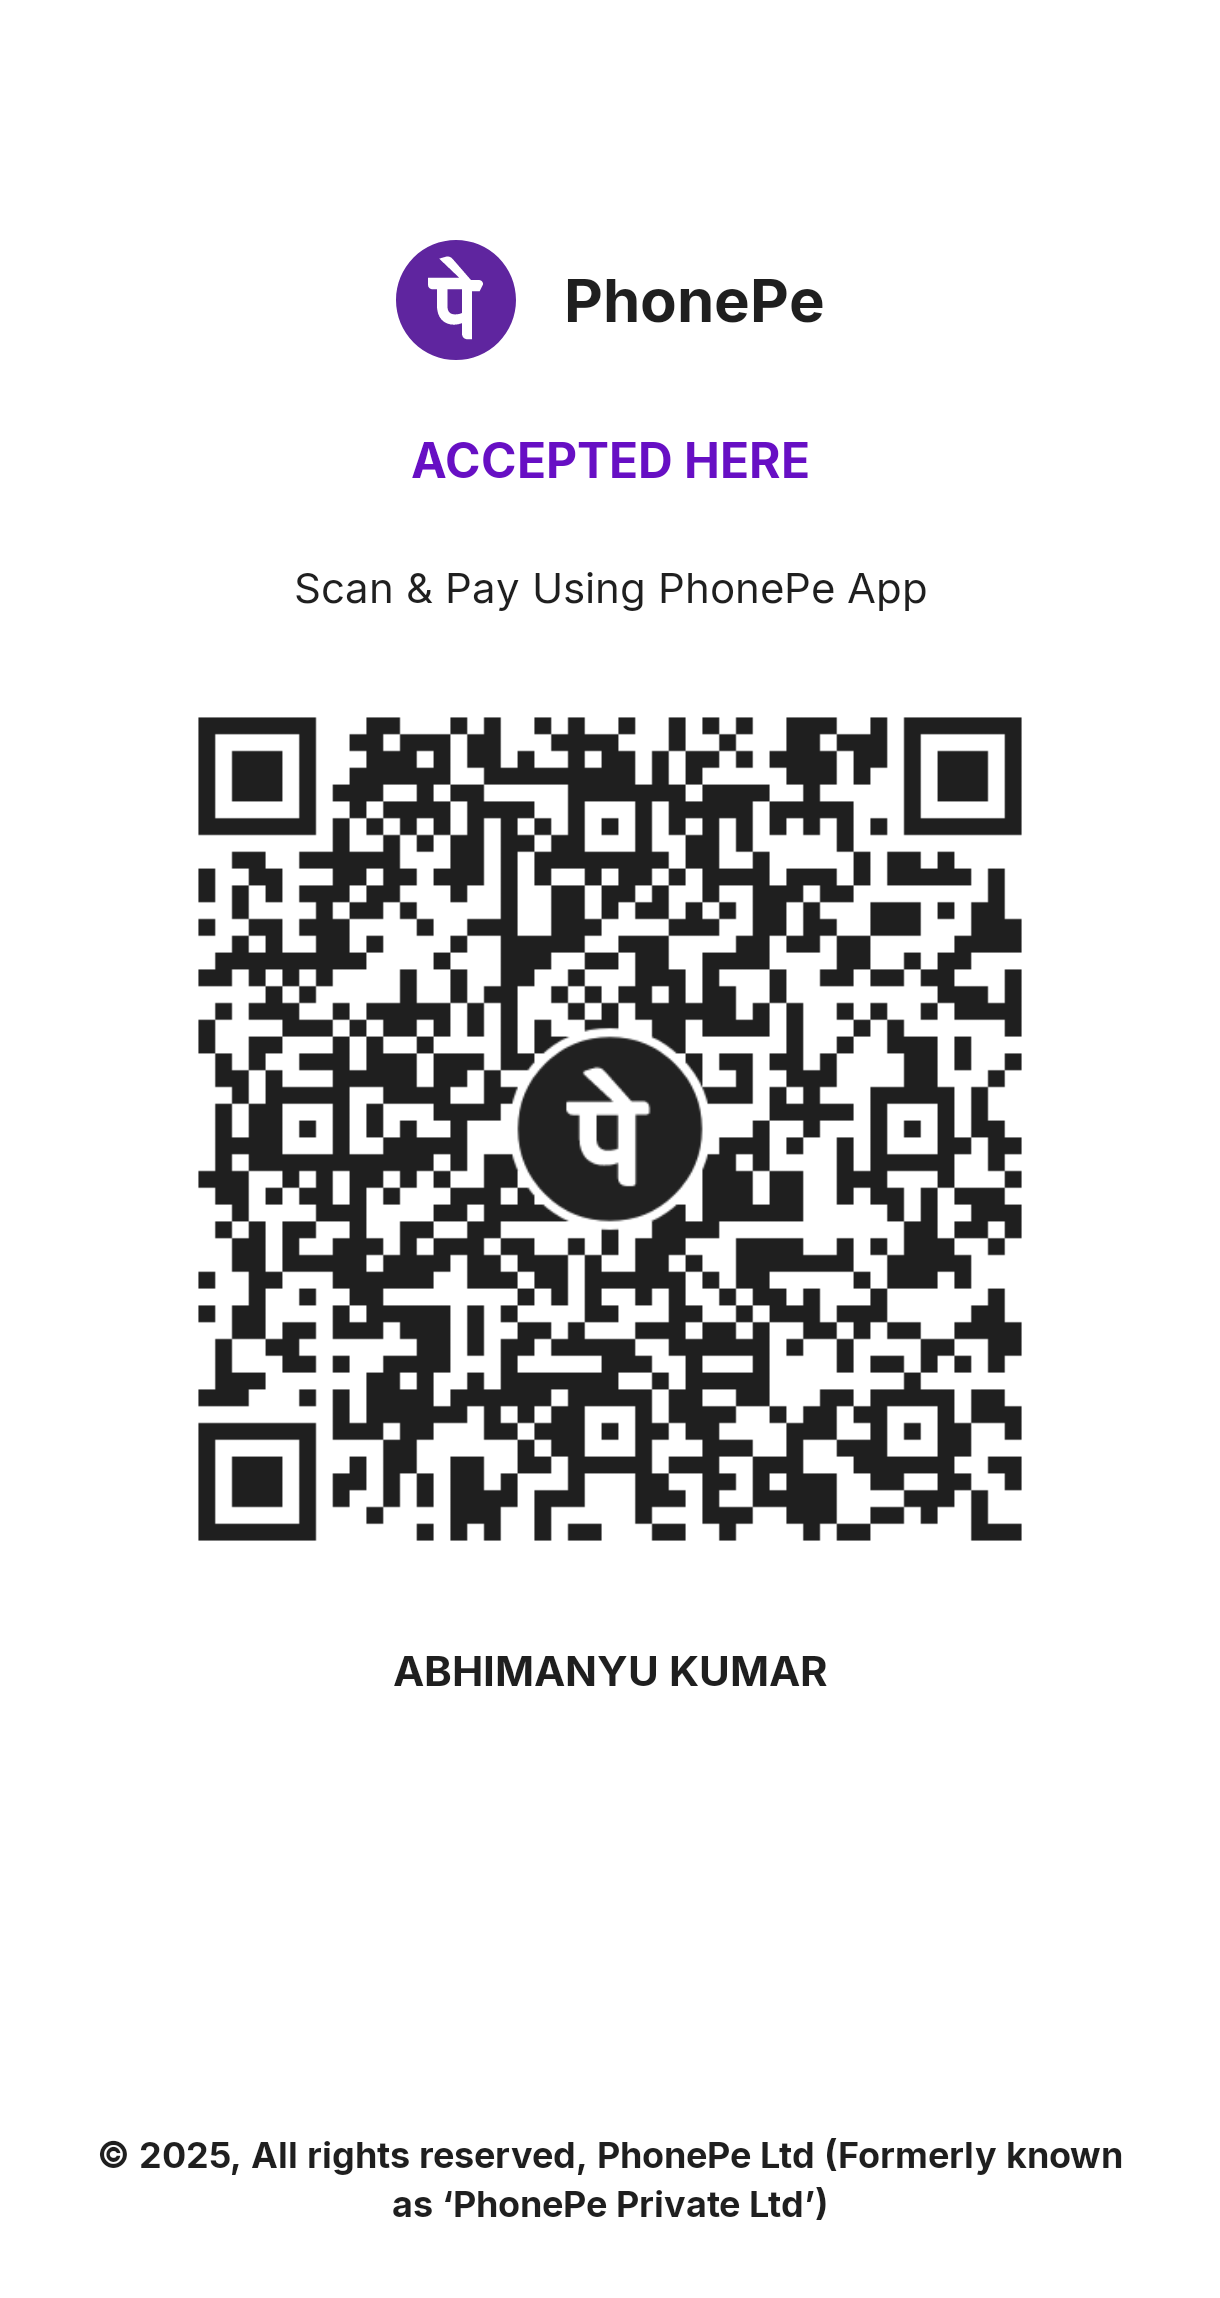 पे PhonePe
ACCEPTED HERE
Scan & Pay Using PhonePe App
पे
ABHIMANYU KUMAR
© 2025, All rights reserved, PhonePe Ltd (Formerly known
as ‘PhonePe Private Ltd’)